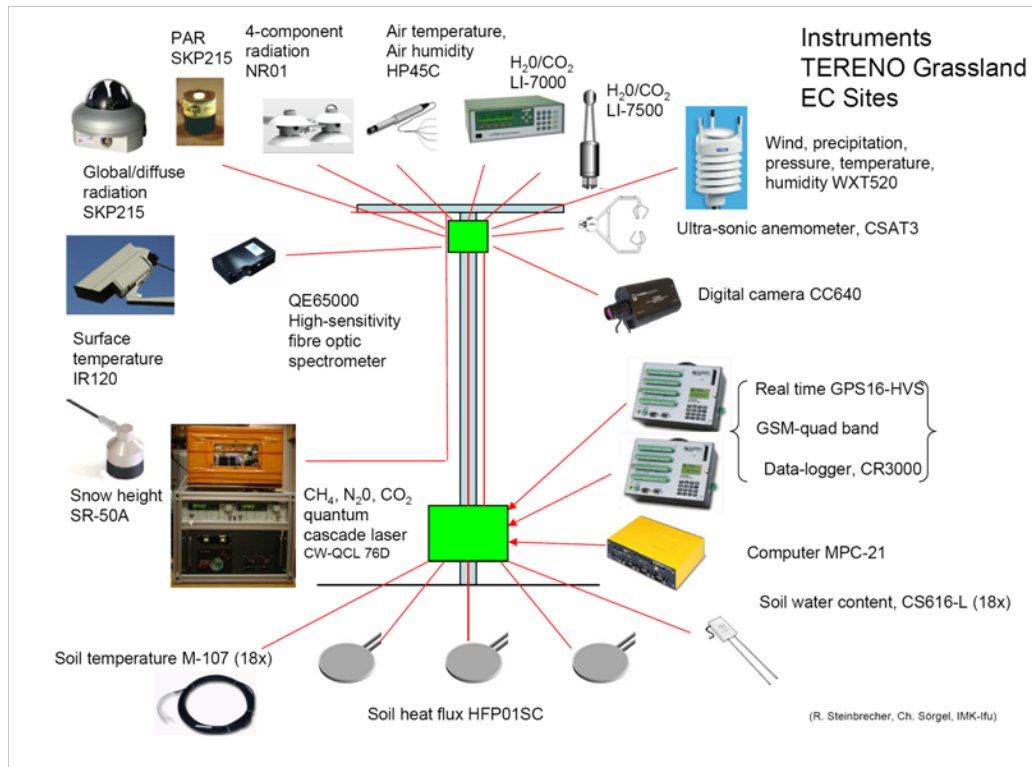 Instruments
TERENO Grassland
EC Sites
PAR
SKP215
4-component
radiation
NR01
Air temperature,
Air humidity
HP45C
H₂0/CO₂
LI-7000
H₂0/CO₂
LI-7500
Wind, precipitation,
pressure, temperature,
humidity WXT520
Global/diffuse
radiation
SKP215
Ultra-sonic anemometer, CSAT3
QE65000
High-sensitivity
fibre optic
spectrometer
Digital camera CC640
Surface
temperature
IR120
Real time GPS16-HVS
GSM-quad band
Data-logger, CR3000
Snow height
SR-50A
CH₄, N₂0, CO₂
quantum
cascade laser
CW-QCL 76D
Computer MPC-21
Soil water content, CS616-L (18x)
Soil temperature M-107 (18x)
Soil heat flux HFP01SC
(R. Steinbrecher, Ch. Sörgel, IMK-Ifu)